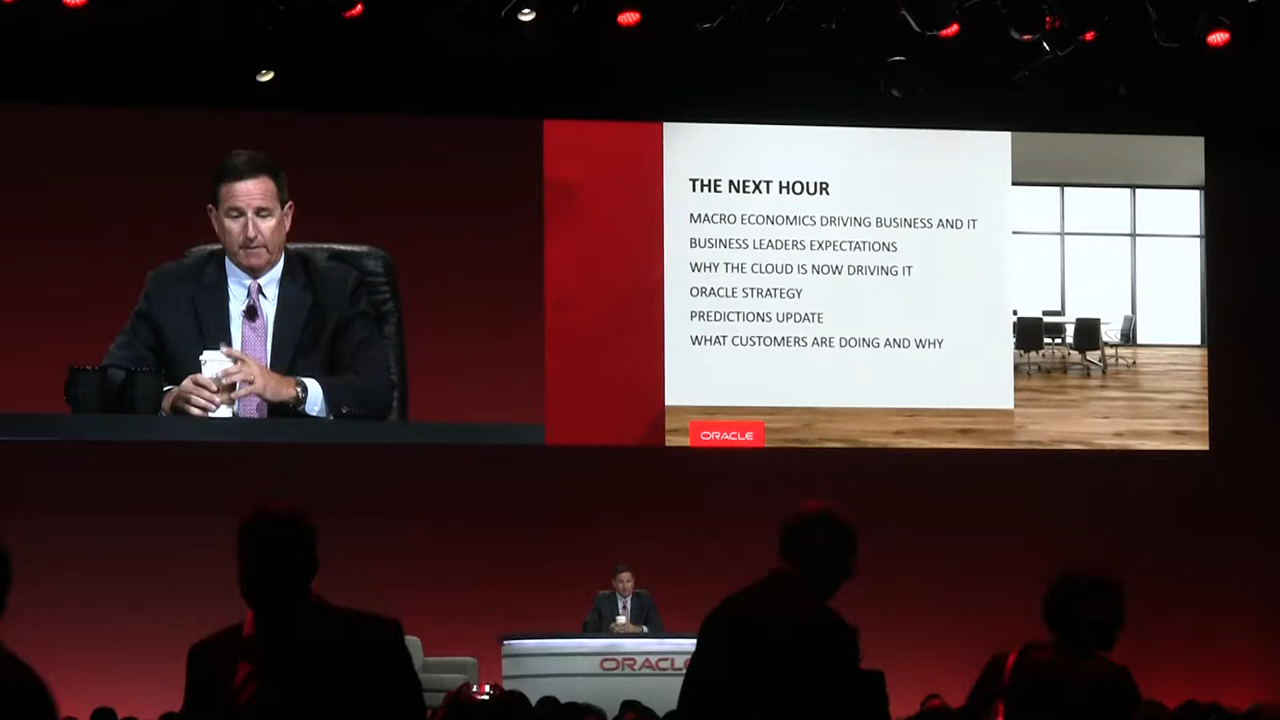 THE NEXT HOUR
MACRO ECONOMICS DRIVING BUSINESS AND IT
BUSINESS LEADERS EXPECTATIONS
WHY THE CLOUD IS NOW DRIVING IT
ORACLE STRATEGY
PREDICTIONS UPDATE
WHAT CUSTOMERS ARE DOING AND WHY
ORACLE
ORACL